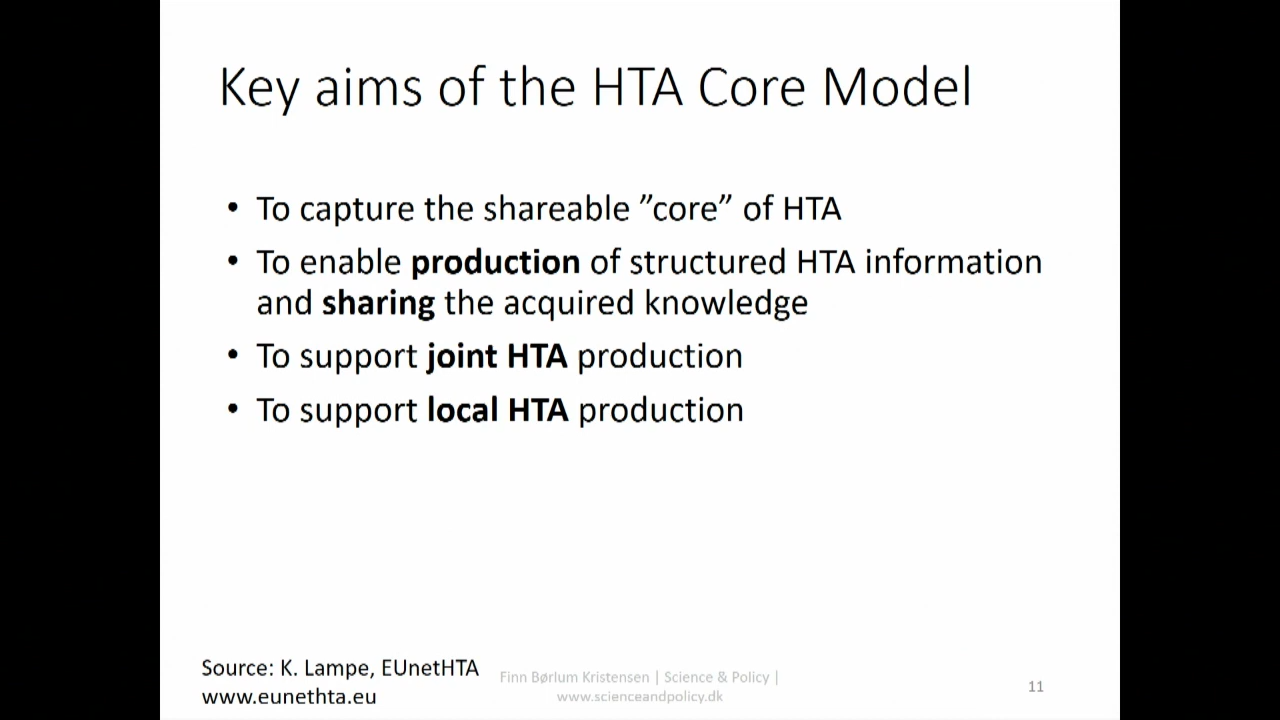 Key aims of the HTA Core Model
• To capture the shareable ”core” of HTA
• To enable production of structured HTA information
and sharing the acquired knowledge
• To support joint HTA production
• To support local HTA production
Source: K. Lampe, EUnetHTA
www.eunethta.eu
Finn Børlum Kristensen | Science & Policy |
www.scienceandpolicy.dk
11